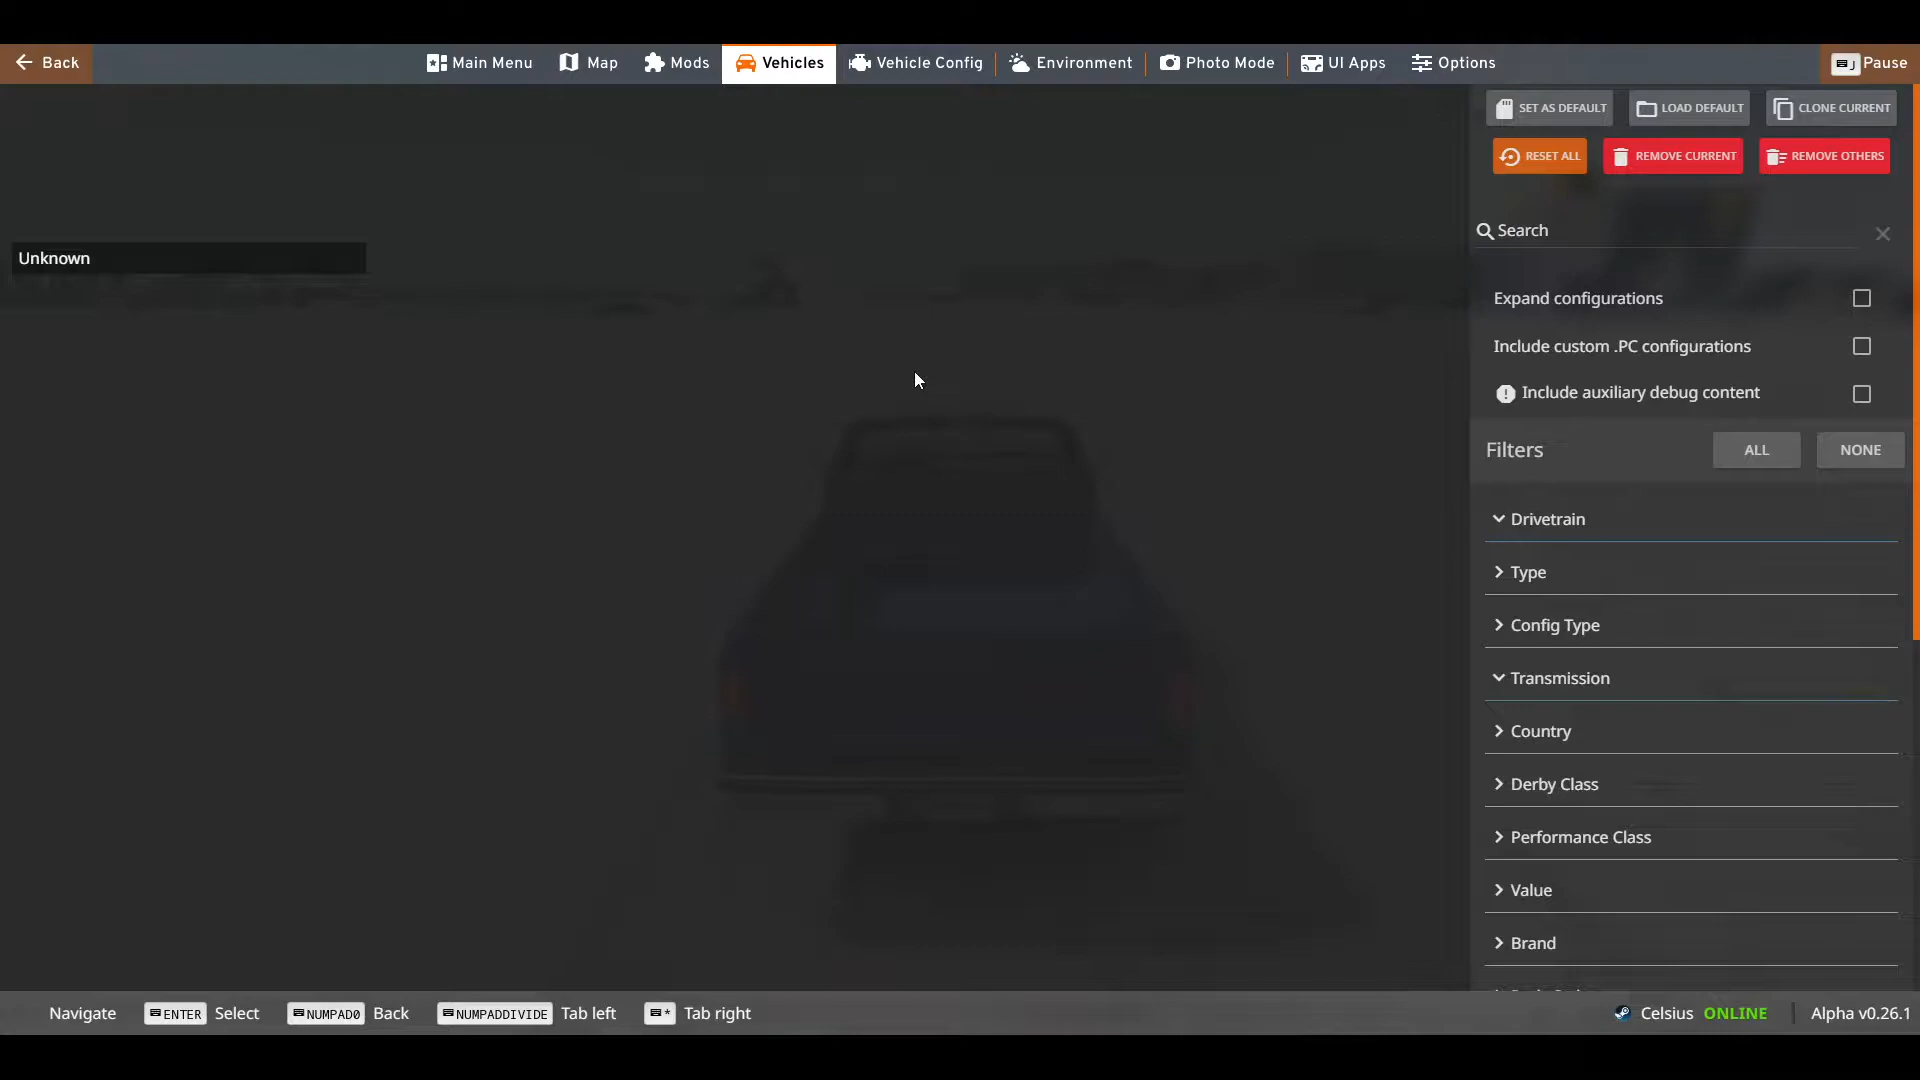 Back
Main Menu
Map
Mods
Vehicles
Vehicle Config
Environment
Photo Mode
UI Apps
Options
J Pause
SET AS DEFAULT
LOAD DEFAULT
CLONE CURRENT
RESET ALL
REMOVE CURRENT
REMOVE OTHERS
Unknown
Search
Expand configurations
Include custom .PC configurations
Include auxiliary debug content
Filters
ALL
NONE
Drivetrain
Type
Config Type
Transmission
Country
Derby Class
Performance Class
Value
Brand
Navigate
ENTER Select
NUMPAD0 Back
NUMPADDIVIDE Tab left
* Tab right
Celsius ONLINE
Alpha v0.26.1